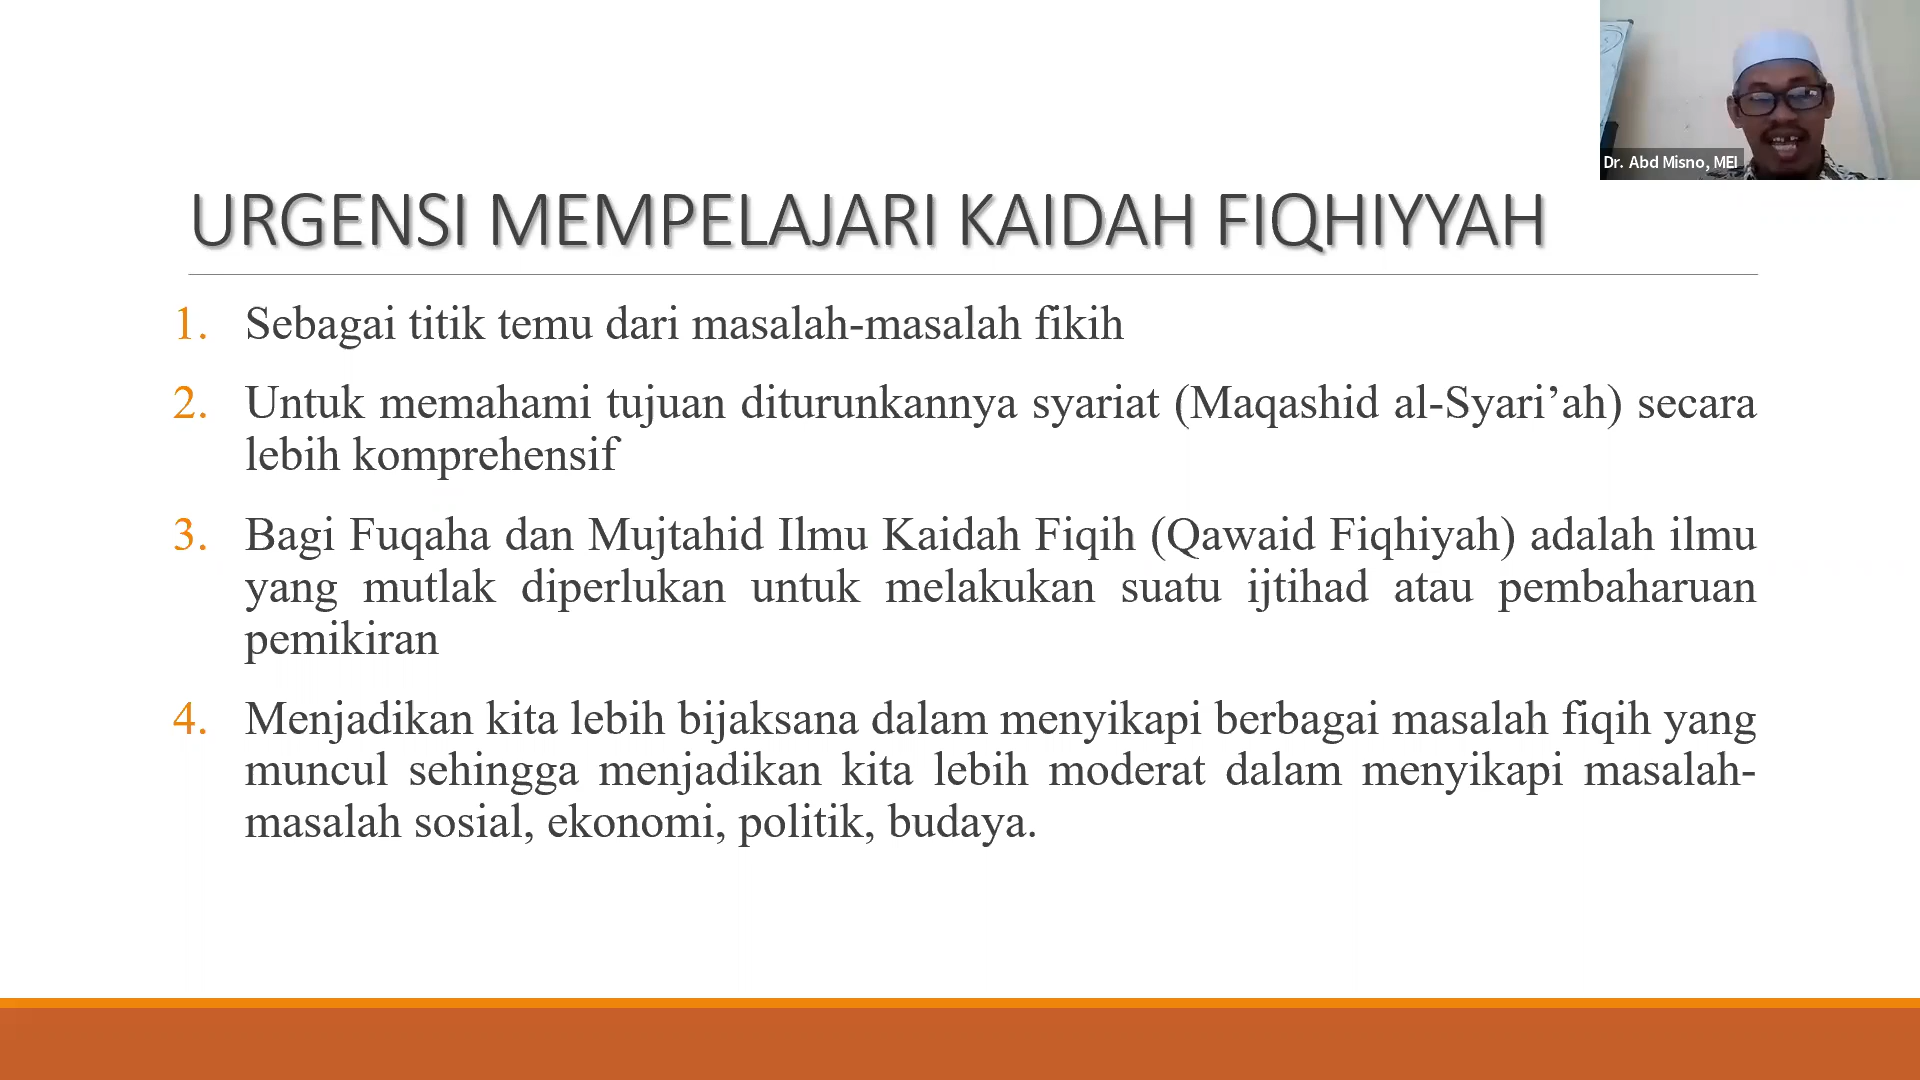 Dr. Abd Misno, MEI
URGENSI MEMPELAJARI KAIDAH FIQHIYYAH
1. Sebagai titik temu dari masalah-masalah fikih
2. Untuk memahami tujuan diturunkannya syariat (Maqashid al-Syari’ah) secara
lebih komprehensif
3. Bagi Fuqaha dan Mujtahid Ilmu Kaidah Fiqih (Qawaid Fiqhiyah) adalah ilmu
yang mutlak diperlukan untuk melakukan suatu ijtihad atau pembaharuan
pemikiran
4. Menjadikan kita lebih bijaksana dalam menyikapi berbagai masalah fiqih yang
muncul sehingga menjadikan kita lebih moderat dalam menyikapi masalah-
masalah sosial, ekonomi, politik, budaya.